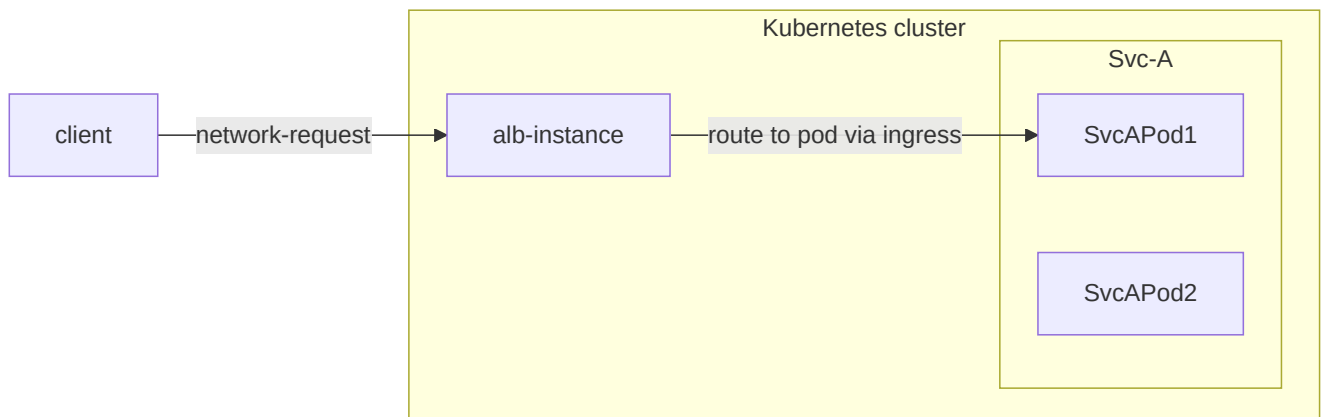 Kubernetes cluster
Svc-A
client
network-request
alb-instance
route to pod via ingress
SvcAPod1
SvcAPod2